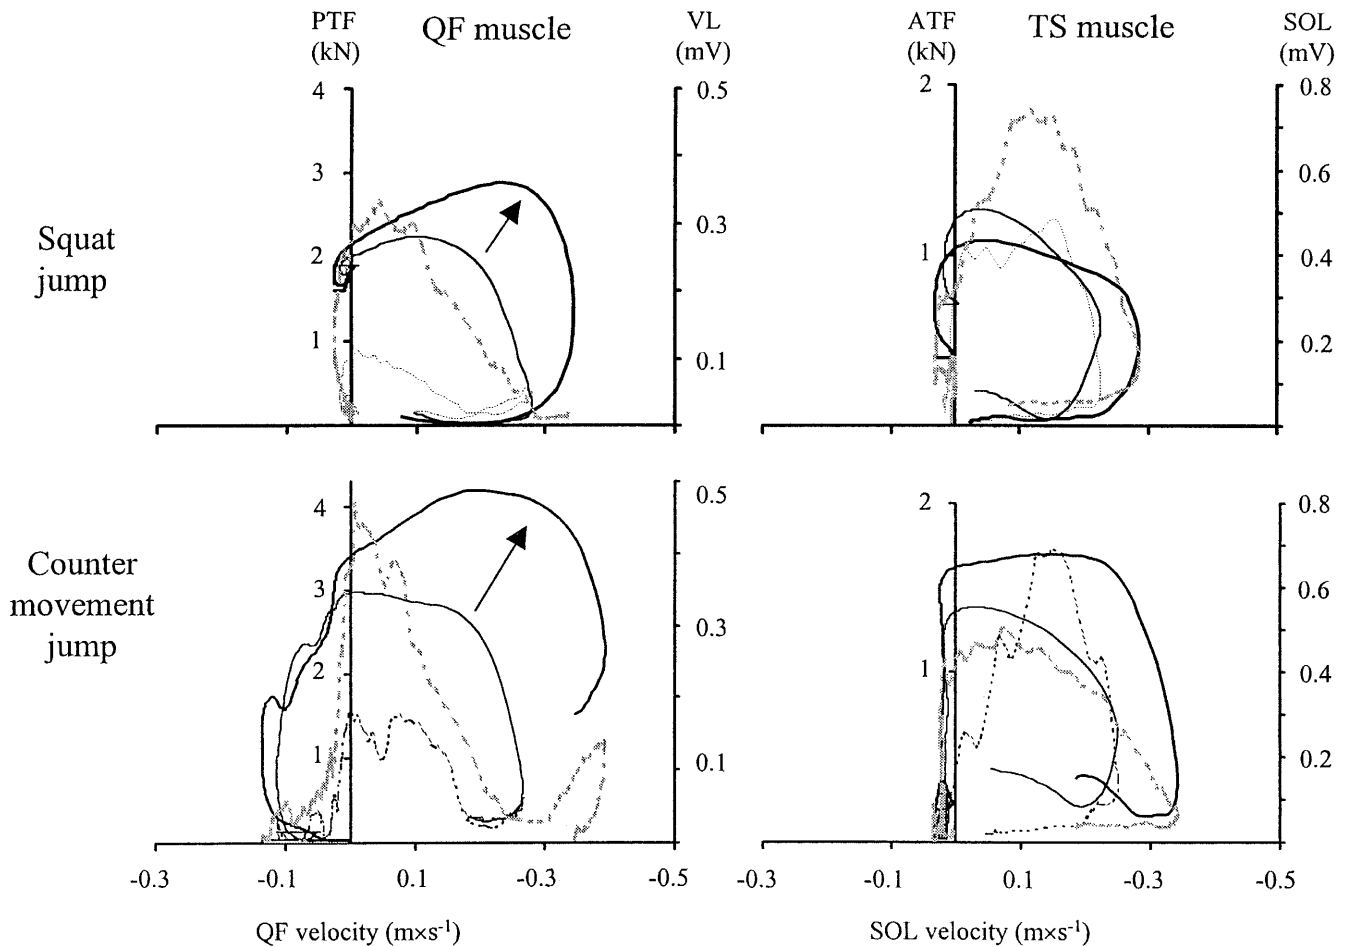 PTF
(kN)
QF muscle
VL
(mV)
ATF
(kN)
TS muscle
SOL
(mV)
Squat
jump
4
3
2
1
0.5
0.3
0.1
2
1
0.8
0.6
0.4
0.2
Counter
movement
jump
4
3
2
1
0.5
0.3
0.1
2
1
0.8
0.6
0.4
0.2
-0.3 -0.1 0.1 -0.3 -0.5
-0.3 -0.1 0.1 -0.3 -0.5
QF velocity (m×s-1)
SOL velocity (m×s-1)